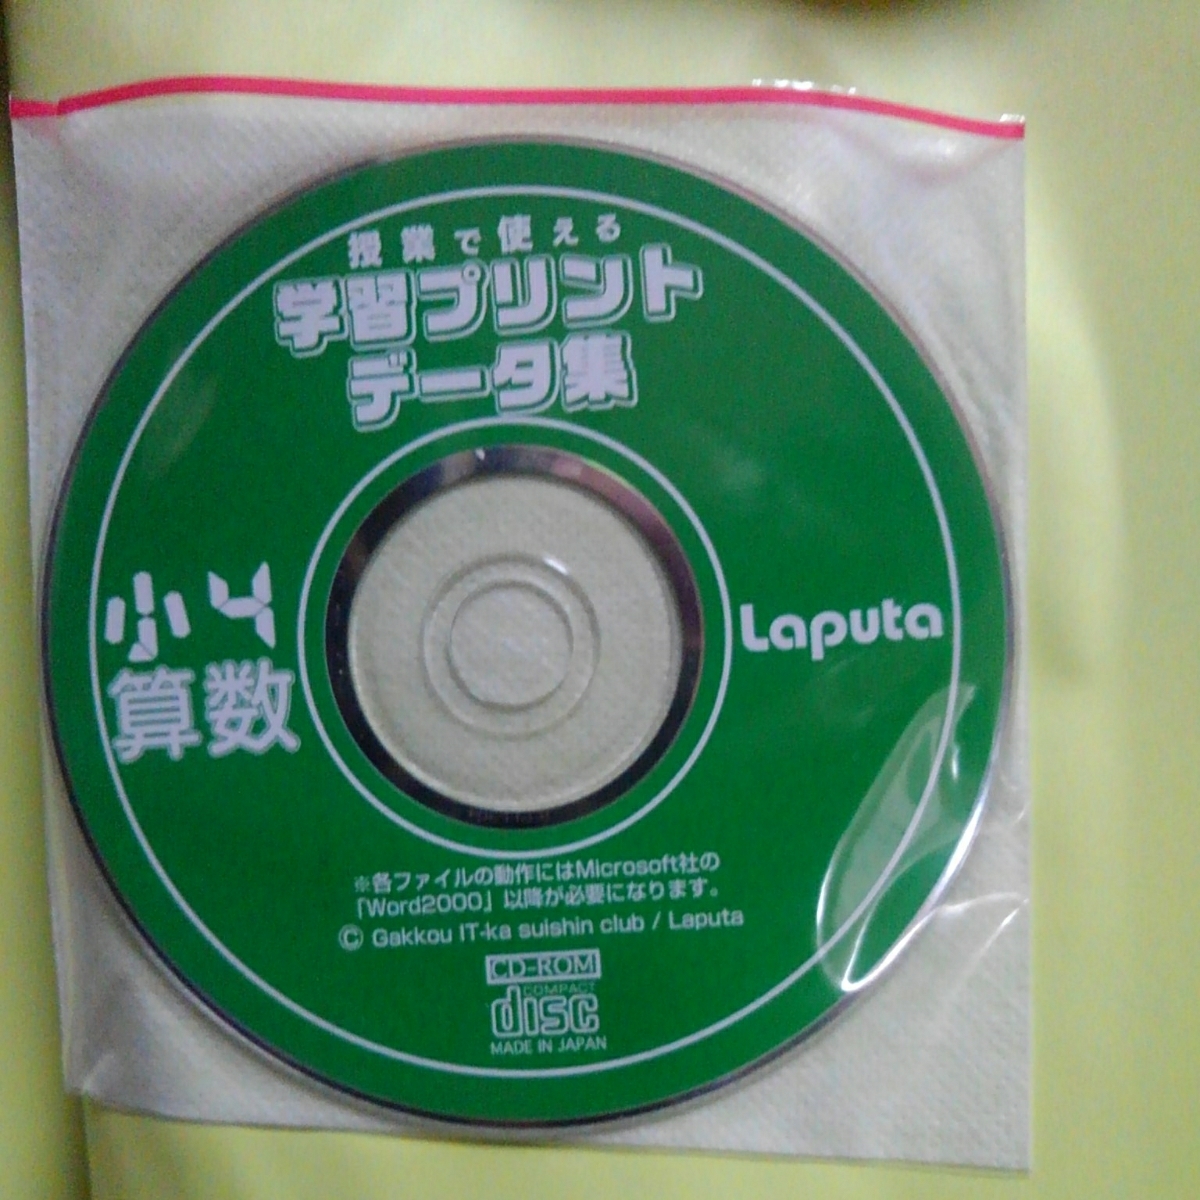 授業で使える
学習プリント
データ集
小4
算数
Laputa
※各ファイルの動作にはMicrosoft社の
「Word2000」以降が必要になります。
© Gakkou IT-ka suishin club / Laputa
CD-ROM
COMPACT
disc
MADE IN JAPAN